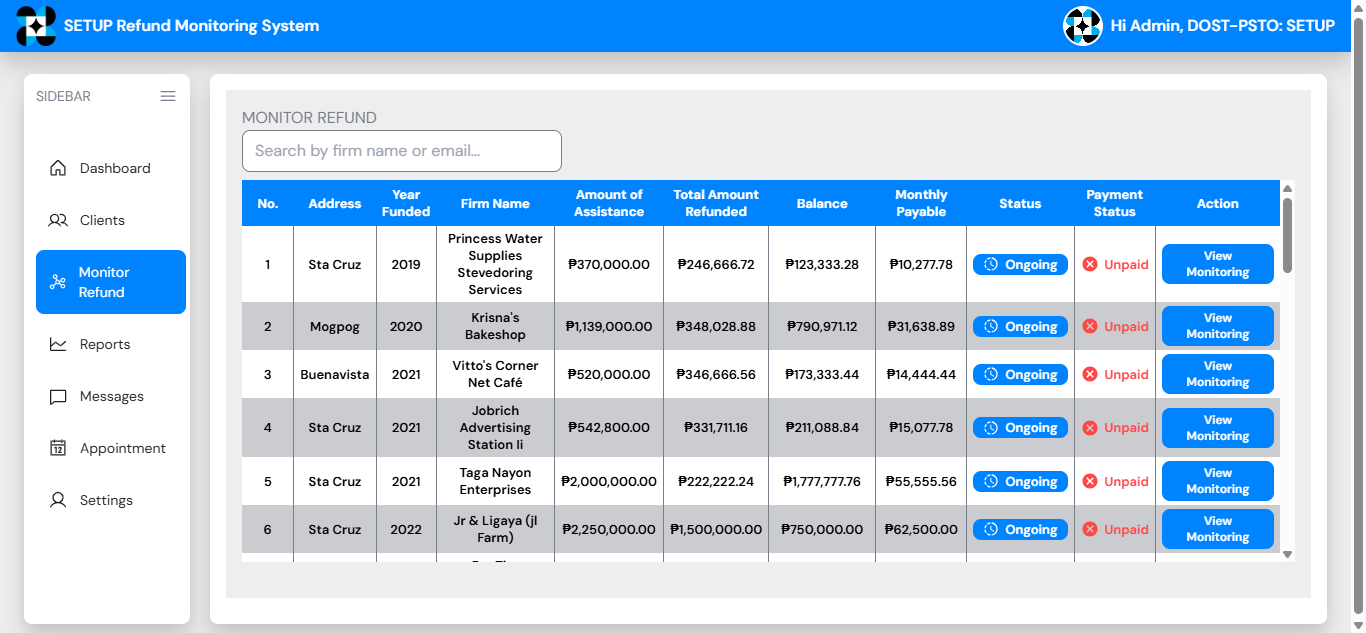 SETUP Refund Monitoring System
Hi Admin, DOST-PSTO: SETUP
SIDEBAR
Dashboard
Clients
Monitor
Refund
Reports
Messages
12
Appointment
Settings
MONITOR REFUND
Search by firm name or email...
No. Address Year Funded Firm Name Amount of Assistance Total Amount Refunded Balance Monthly Payable Status Payment Status Action
1 Sta Cruz 2019 Princess Water Supplies Stevedoring Services ₱370,000.00 ₱246,666.72 ₱123,333.28 ₱10,277.78 Ongoing Unpaid View Monitoring
2 Mogpog 2020 Krisna's Bakeshop ₱1,139,000.00 ₱348,028.88 ₱790,971.12 ₱31,638.89 Ongoing Unpaid View Monitoring
3 Buenavista 2021 Vitto's Corner Net Café ₱520,000.00 ₱346,666.56 ₱173,333.44 ₱14,444.44 Ongoing Unpaid View Monitoring
4 Sta Cruz 2021 Jobrich Advertising Station Ii ₱542,800.00 ₱331,711.16 ₱211,088.84 ₱15,077.78 Ongoing Unpaid View Monitoring
5 Sta Cruz 2021 Taga Nayon Enterprises ₱2,000,000.00 ₱222,222.24 ₱1,777,777.76 ₱55,555.56 Ongoing Unpaid View Monitoring
6 Sta Cruz 2022 Jr & Ligaya (jl Farm) ₱2,250,000.00 ₱1,500,000.00 ₱750,000.00 ₱62,500.00 Ongoing Unpaid View Monitoring